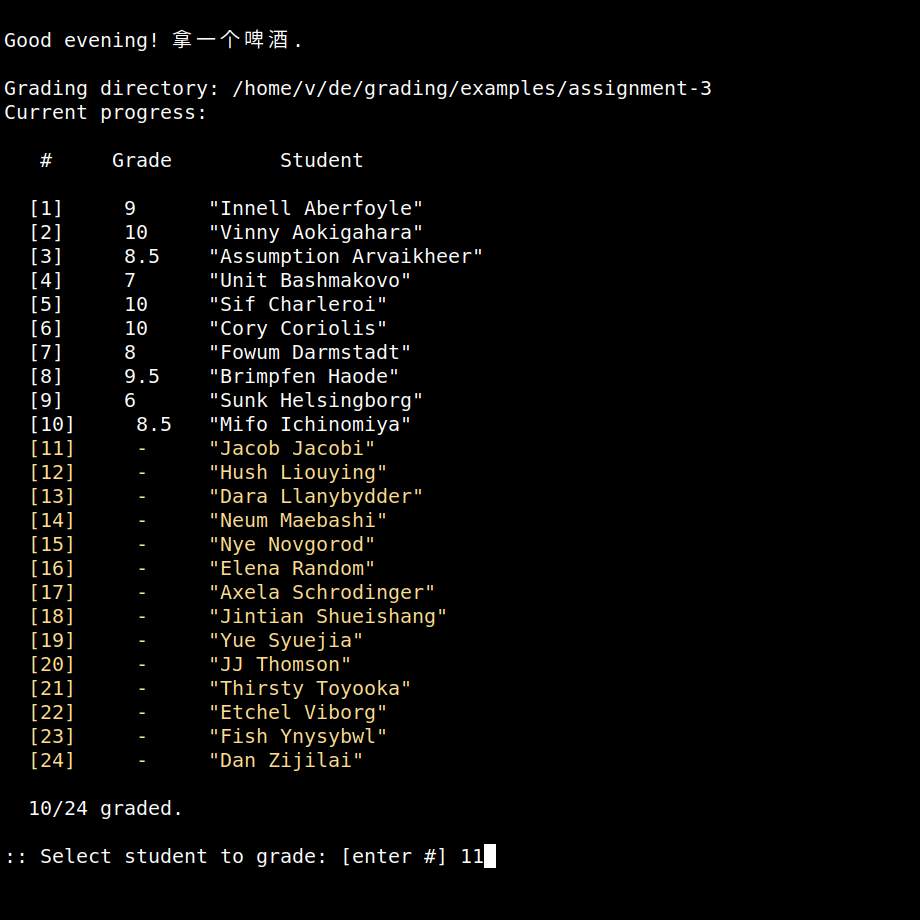 Good evening! 拿一个啤酒.
Grading directory: /home/v/de/grading/examples/assignment-3
Current progress:
# Grade Student
[1] 9 "Innell Aberfoyle"
[2] 10 "Vinny Aokigahara"
[3] 8.5 "Assumption Arvaikheer"
[4] 7 "Unit Bashmakovo"
[5] 10 "Sif Charleroi"
[6] 10 "Cory Coriolis"
[7] 8 "Fowum Darmstadt"
[8] 9.5 "Brimpfen Haode"
[9] 6 "Sunk Helsingborg"
[10] 8.5 "Mifo Ichinomiya"
[11] - "Jacob Jacobi"
[12] - "Hush Liouying"
[13] - "Dara Llanybydder"
[14] - "Neum Maebashi"
[15] - "Nye Novgorod"
[16] - "Elena Random"
[17] - "Axela Schrodinger"
[18] - "Jintian Shueishang"
[19] - "Yue Syuejia"
[20] - "JJ Thomson"
[21] - "Thirsty Toyooka"
[22] - "Etchel Viborg"
[23] - "Fish Ynysybwl"
[24] - "Dan Zijilai"
10/24 graded.
:: Select student to grade: [enter #] 11